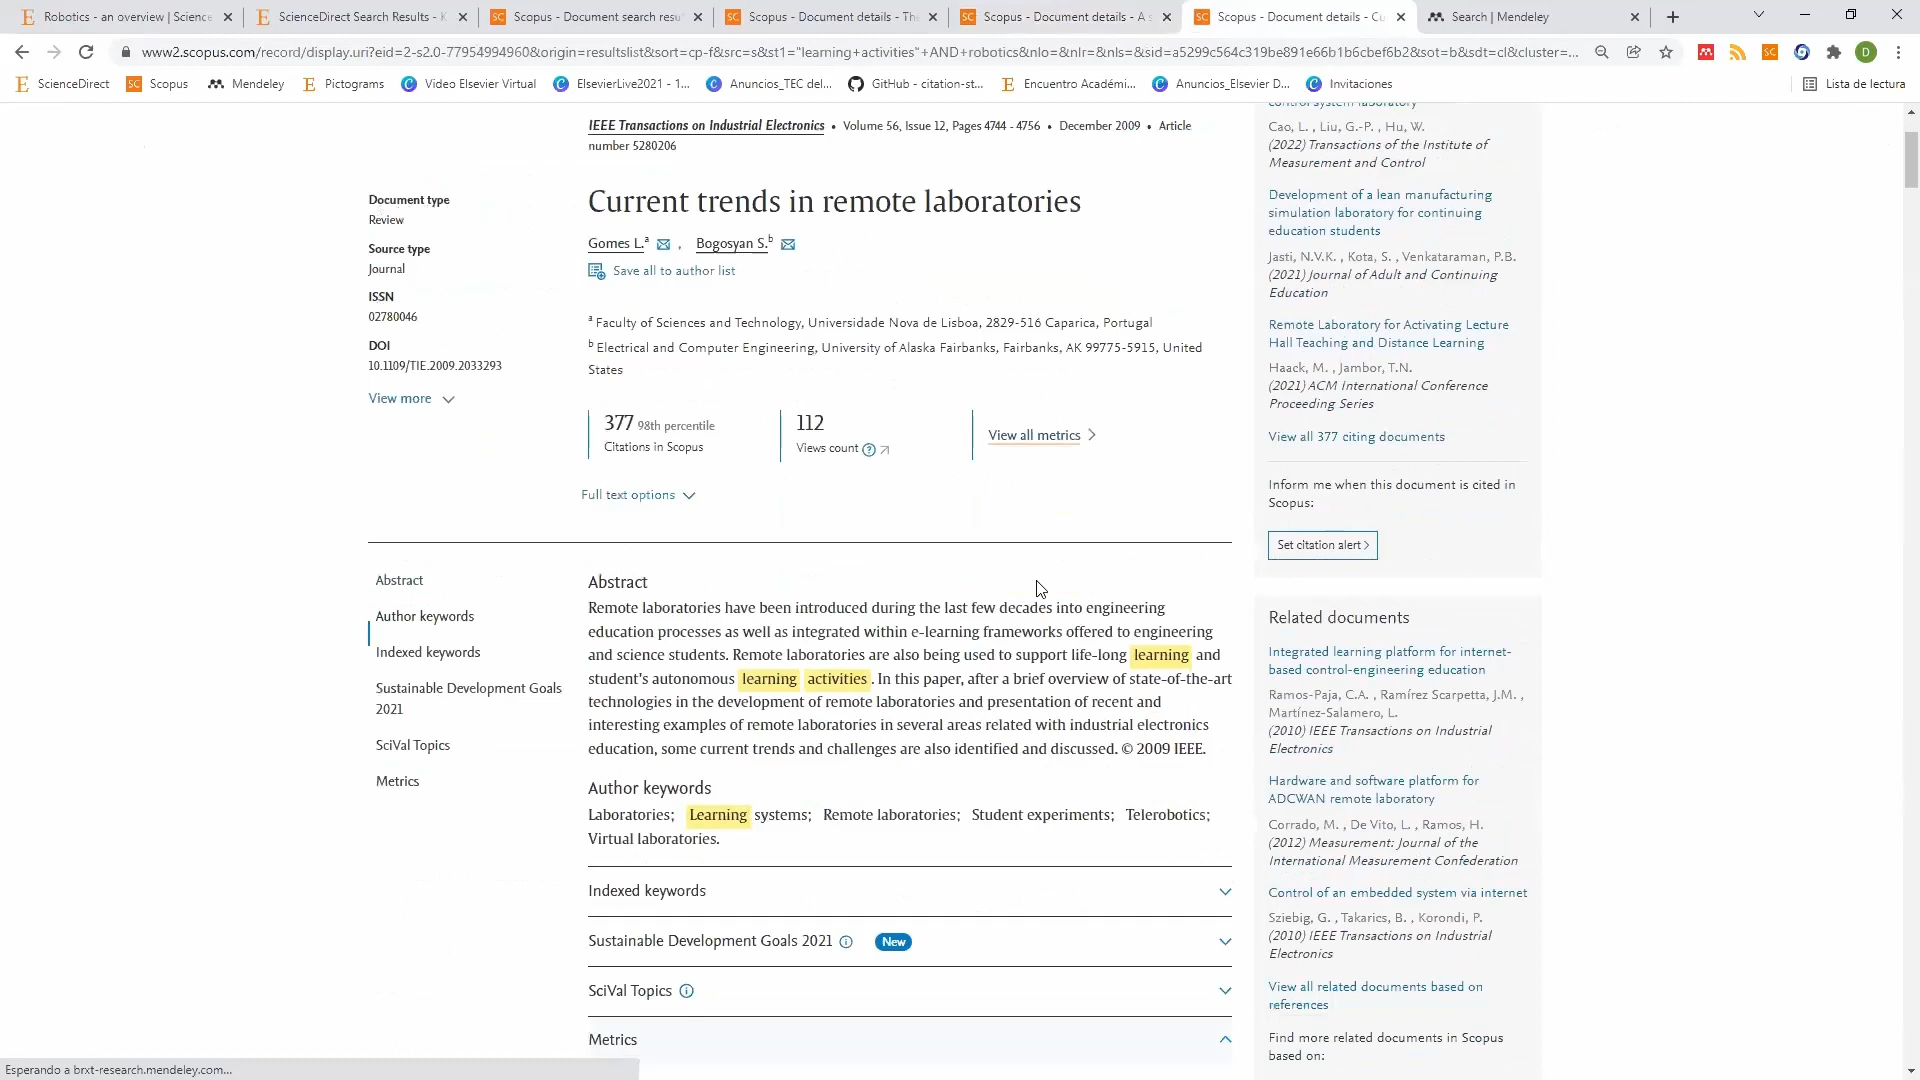 Robotics - an overview | Science
ScienceDirect Search Results - K
Scopus - Document search resu
Scopus - Document details - The
Scopus - Document details - A s
Scopus - Document details - Cu
Search | Mendeley
www2.scopus.com/record/display.uri?eid=2-s2.0-77954994960&origin=resultslist&sort=cp-f&src=s&st1="learning+activities"+AND+robotics&nlo=&nlr=&nls=&sid=a5299c564c319be891e66b1b6cbef6b2&sot=b&sdt=cl&cluster=...
D
ScienceDirect
Scopus
Mendeley
Pictograms
Video Elsevier Virtual
ElsevierLive2021 - 1...
Anuncios_TEC del...
GitHub - citation-st...
Encuentro Académi...
Anuncios_Elsevier D...
Invitaciones
Lista de lectura
IEEE Transactions on Industrial Electronics • Volume 56, Issue 12, Pages 4744 - 4756 • December 2009 • Article
number 5280206
Document type
Review
Source type
Journal
ISSN
02780046
DOI
10.1109/TIE.2009.2033293
View more
Current trends in remote laboratories
Gomes L.a , Bogosyan S.b
Save all to author list
a Faculty of Sciences and Technology, Universidade Nova de Lisboa, 2829-516 Caparica, Portugal
b Electrical and Computer Engineering, University of Alaska Fairbanks, Fairbanks, AK 99775-5915, United
States
377 98th percentile
Citations in Scopus
112
Views count
View all metrics
Full text options
Abstract
Author keywords
Indexed keywords
Sustainable Development Goals
2021
SciVal Topics
Metrics
Abstract
Remote laboratories have been introduced during the last few decades into engineering
education processes as well as integrated within e-learning frameworks offered to engineering
and science students. Remote laboratories are also being used to support life-long learning and
student's autonomous learning activities. In this paper, after a brief overview of state-of-the-art
technologies in the development of remote laboratories and presentation of recent and
interesting examples of remote laboratories in several areas related with industrial electronics
education, some current trends and challenges are also identified and discussed. © 2009 IEEE.
Author keywords
Laboratories; Learning systems; Remote laboratories; Student experiments; Telerobotics;
Virtual laboratories.
Indexed keywords
Sustainable Development Goals 2021 New
SciVal Topics
Metrics
control system laboratory
Cao, L. , Liu, G.-P. , Hu, W.
(2022) Transactions of the Institute of
Measurement and Control
Development of a lean manufacturing
simulation laboratory for continuing
education students
Jasti, N.V.K. , Kota, S. , Venkataraman, P.B.
(2021) Journal of Adult and Continuing
Education
Remote Laboratory for Activating Lecture
Hall Teaching and Distance Learning
Haack, M. , Jambor, T.N.
(2021) ACM International Conference
Proceeding Series
View all 377 citing documents
Inform me when this document is cited in
Scopus:
Set citation alert >
Related documents
Integrated learning platform for internet-
based control-engineering education
Ramos-Paja, C.A. , Ramírez Scarpetta, J.M. ,
Martínez-Salamero, L.
(2010) IEEE Transactions on Industrial
Electronics
Hardware and software platform for
ADCWAN remote laboratory
Corrado, M. , De Vito, L. , Ramos, H.
(2012) Measurement: Journal of the
International Measurement Confederation
Control of an embedded system via internet
Sziebig, G. , Takarics, B. , Korondi, P.
(2010) IEEE Transactions on Industrial
Electronics
View all related documents based on
references
Find more related documents in Scopus
based on:
Esperando a brxt-research.mendeley.com...